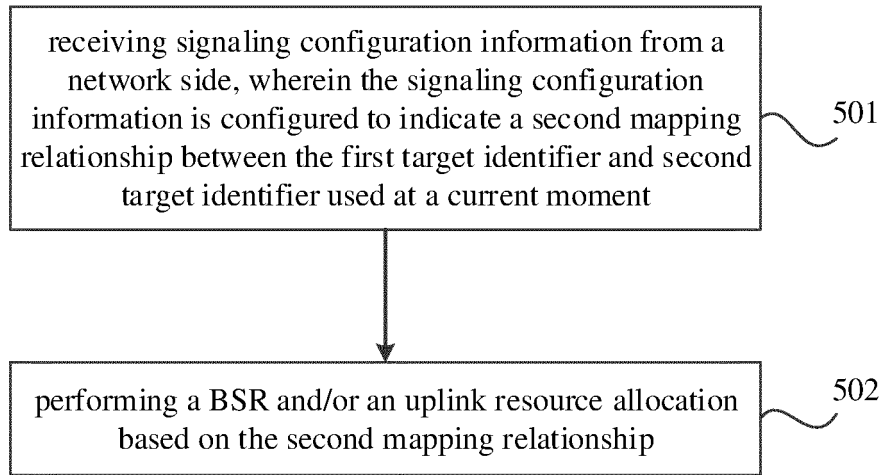 receiving signaling configuration information from a
network side, wherein the signaling configuration
information is configured to indicate a second mapping
relationship between the first target identifier and second
target identifier used at a current moment
501
performing a BSR and/or an uplink resource allocation
based on the second mapping relationship
502